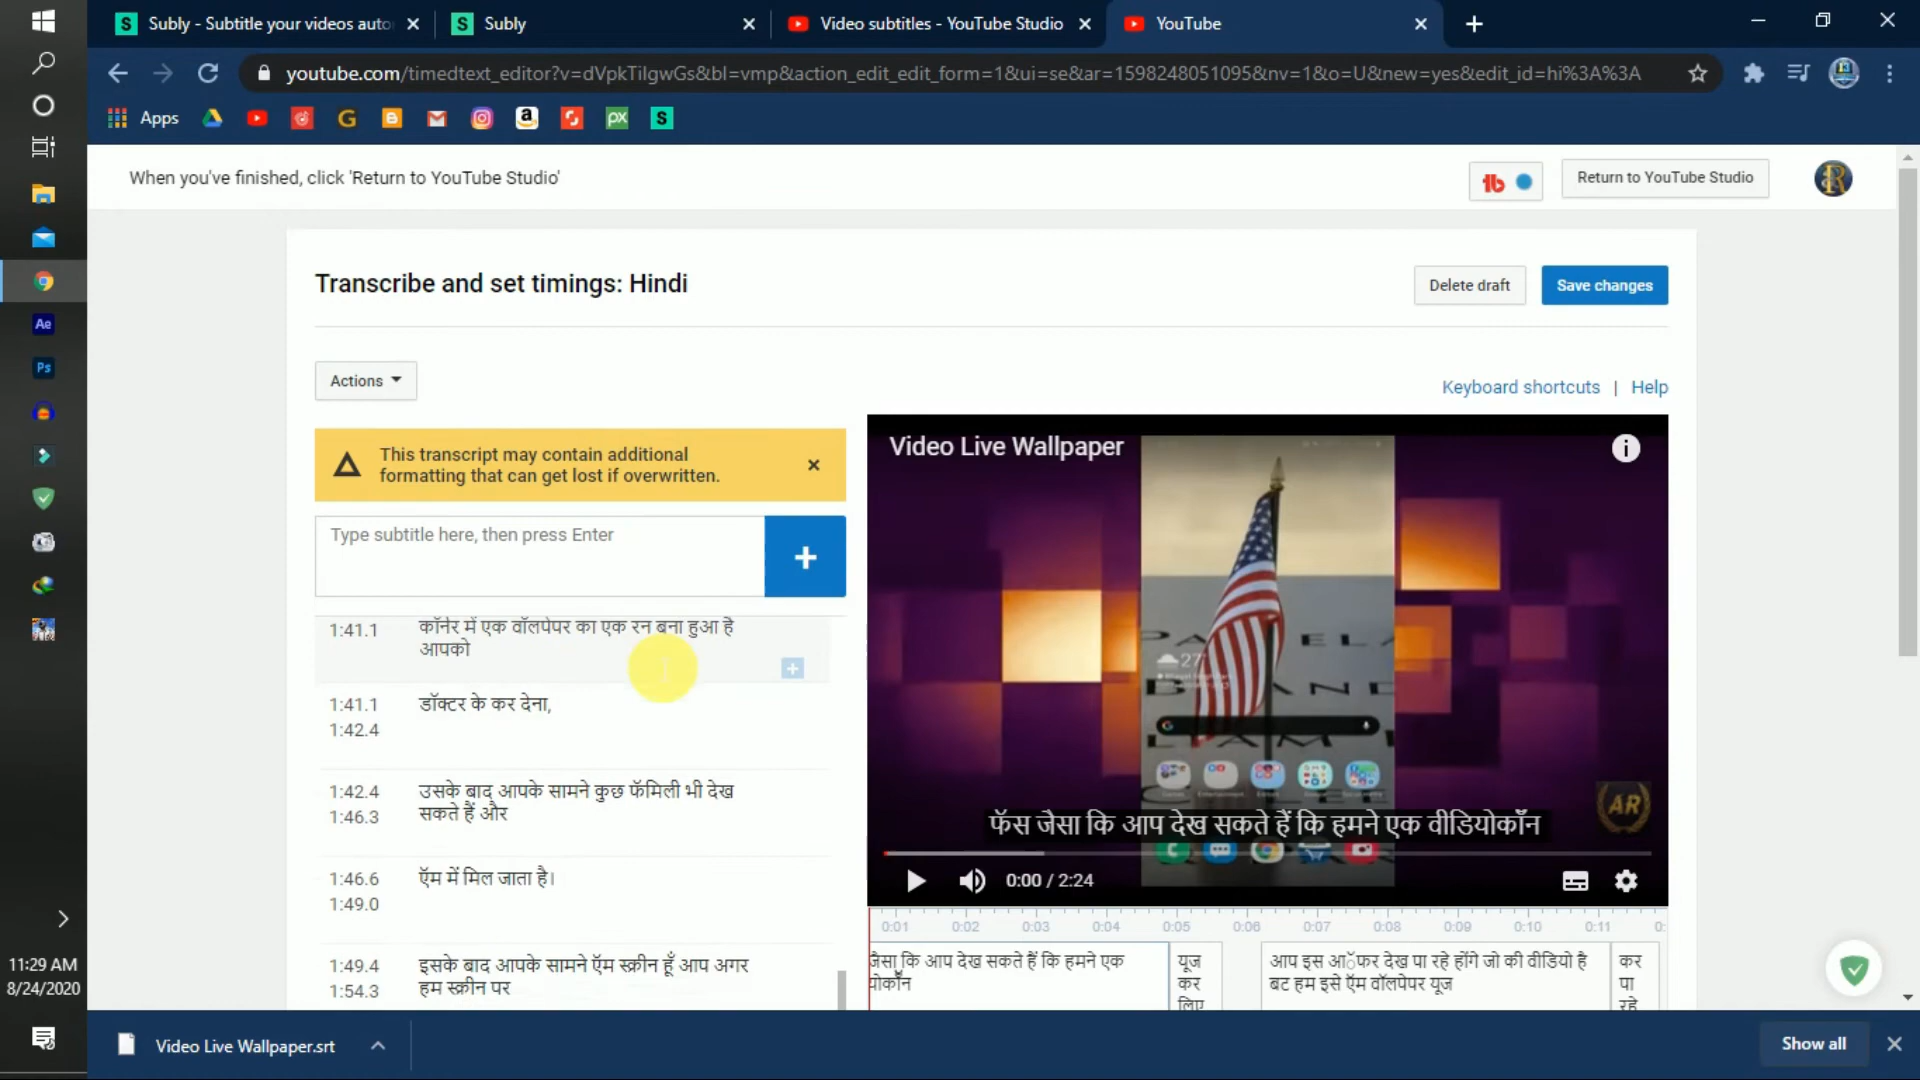 Subly - Subtitle your videos auto
Subly
Video subtitles - YouTube Studio
YouTube
youtube.com/timedtext_editor?v=dVpkTiIgwGs&bl=vmp&action_edit_edit_form=1&ui=se&ar=1598248051095&nv=1&o=U&new=yes&edit_id=hi%3A%3A
Apps
When you've finished, click 'Return to YouTube Studio'
Return to YouTube Studio
Transcribe and set timings: Hindi
Delete draft
Save changes
Actions
Keyboard shortcuts | Help
This transcript may contain additional
formatting that can get lost if overwritten.
Type subtitle here, then press Enter
1:41.1
कॉर्नर में एक वॉलपेपर का एक रन बना हुआ है
आपको
1:41.1
1:42.4
डॉक्टर के कर देना,
1:42.4
1:46.3
उसके बाद आपके सामने कुछ फॅमिली भी देख
सकते हैं और
1:46.6
1:49.0
ऍम में मिल जाता है।
1:49.4
1:54.3
इसके बाद आपके सामने ऍम स्क्रीन हूँ आप अगर
हम स्क्रीन पर
Video Live Wallpaper
27°
AR
फॅस जैसा कि आप देख सकते हैं कि हमने एक वीडियोकॉंन
0:00 / 2:24
0:01 0:02 0:03 0:04 0:05 0:06 0:07 0:08 0:09 0:10 0:11
जैसा कि आप देख सकते हैं कि हमने एक
योकॉंन
यूज
कर
लिए
आप इस आॅफर देख पा रहे होंगे जो की वीडियो है
बट हम इसे ऍम वॉलपेपर यूज
कर
पा
रहे
11:29 AM
8/24/2020
Video Live Wallpaper.srt
Show all